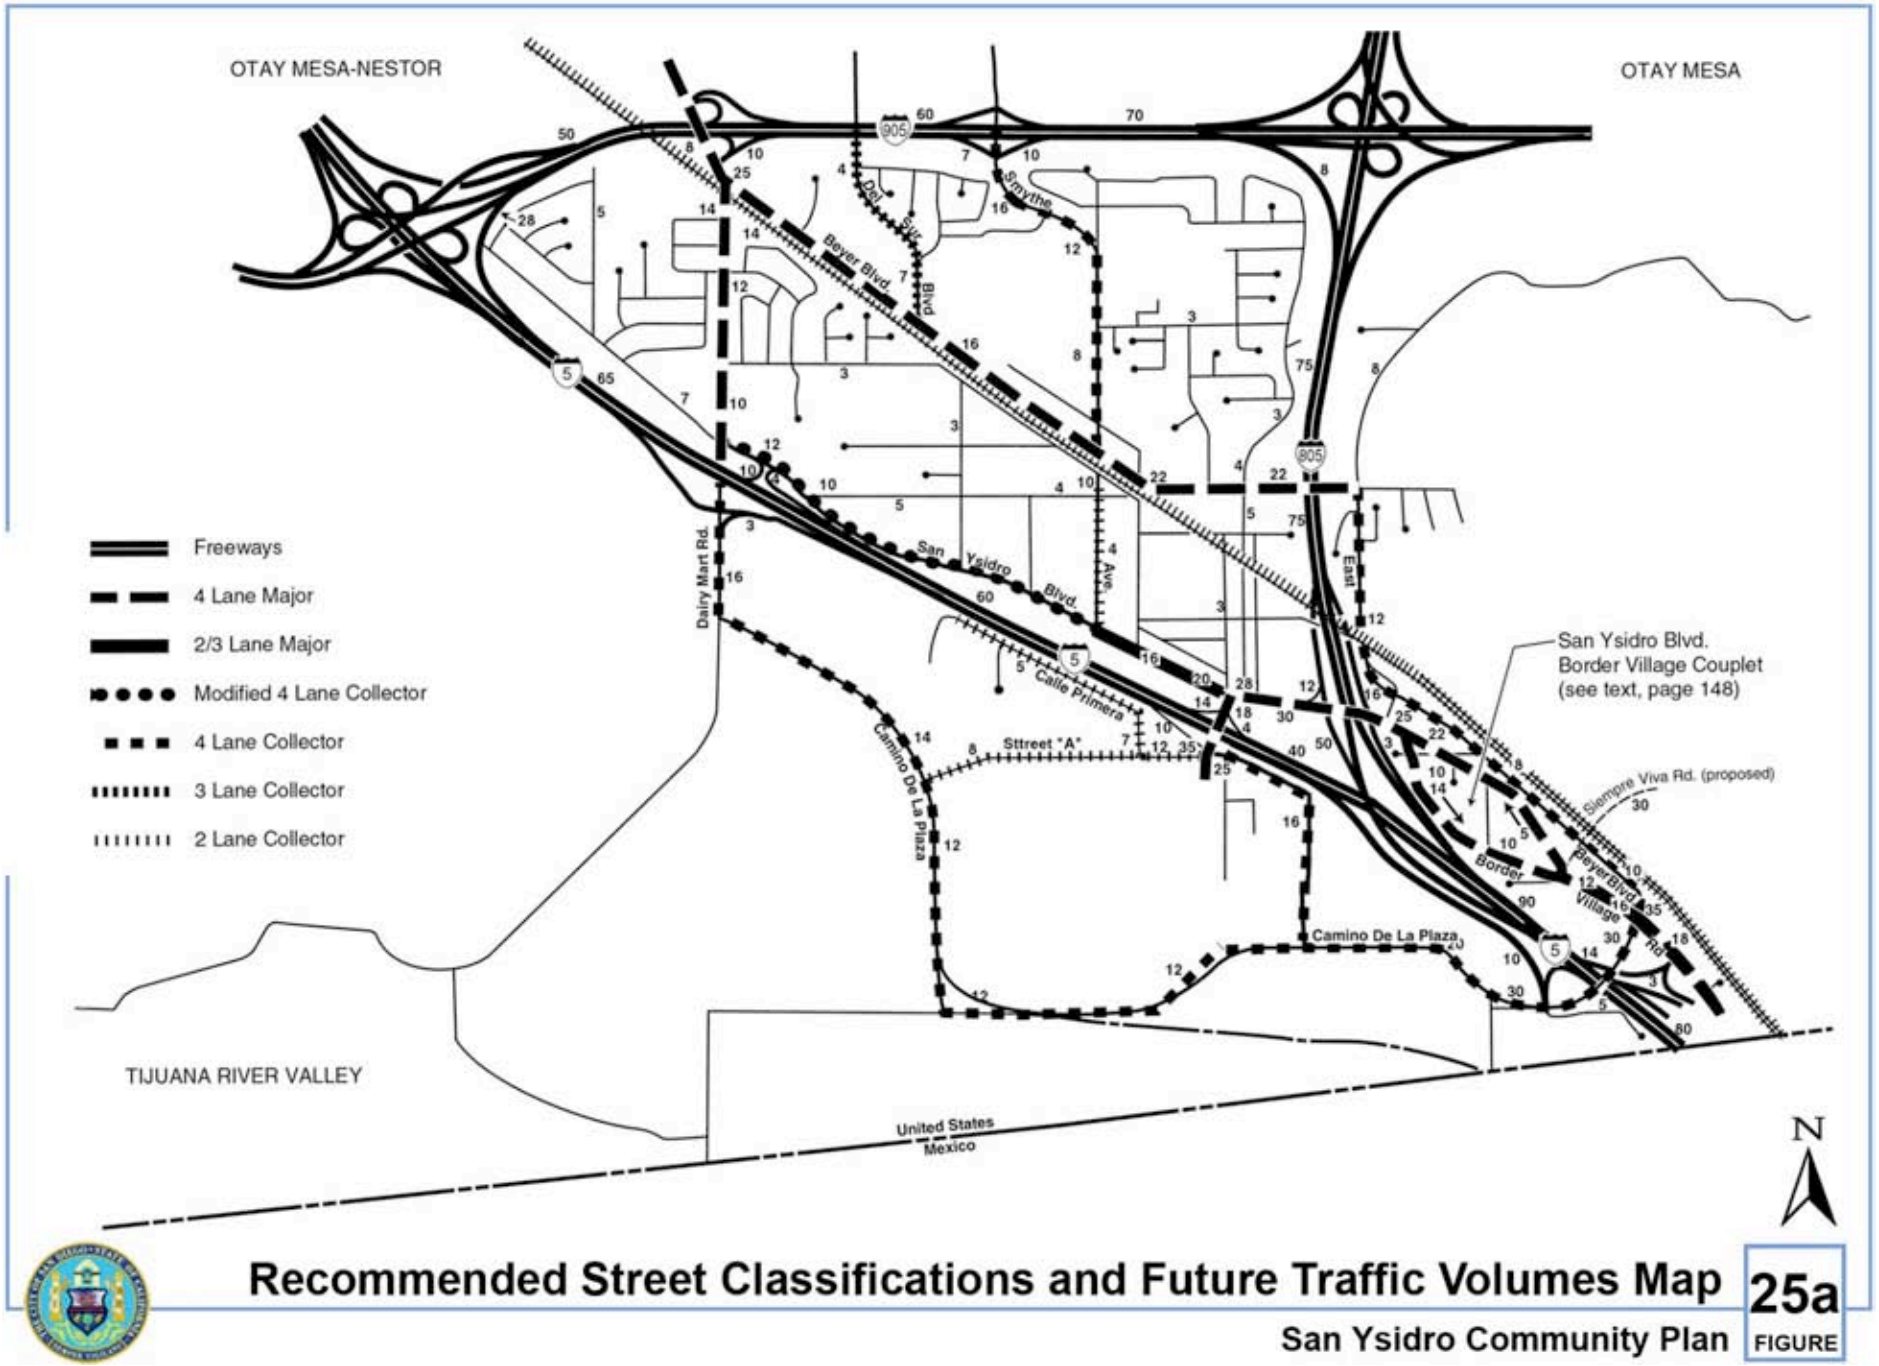 OTAY MESA-NESTOR
OTAY MESA
50
905
60
70
8
10
25
7
10
4
Del
Sur
Blvd
7
Smythe
16
12
8
28
5
14
14
12
Beyer Blvd.
16
3
8
75
8
5
65
7
10
3
3
3
805
12
10
4
10
5
4
10
22
4
22
5
75
3
Dairy Mart Rd.
16
San
Ysidro
Blvd.
60
4
Ave.
3
East
12
Freeways
4 Lane Major
2/3 Lane Major
Modified 4 Lane Collector
4 Lane Collector
3 Lane Collector
2 Lane Collector
San Ysidro Blvd.
Border Village Couplet
(see text, page 148)
5
5
Calle Primera
16
20
28
12
16
14
18
30
25
10
4
22
14
8
Sttreet "A"
7
12
35
25
40
50
3
8
10
14
Siempre Viva Rd. (proposed)
30
Camino De La Plaza
12
16
5
10
Border
12
Beyer Blvd.
10
Village
16
35
90
30
Rd
18
5
14
Camino De La Plaza
10
12
12
30
3
5
80
TIJUANA RIVER VALLEY
United States
Mexico
N
Recommended Street Classifications and Future Traffic Volumes Map
San Ysidro Community Plan
25a
FIGURE